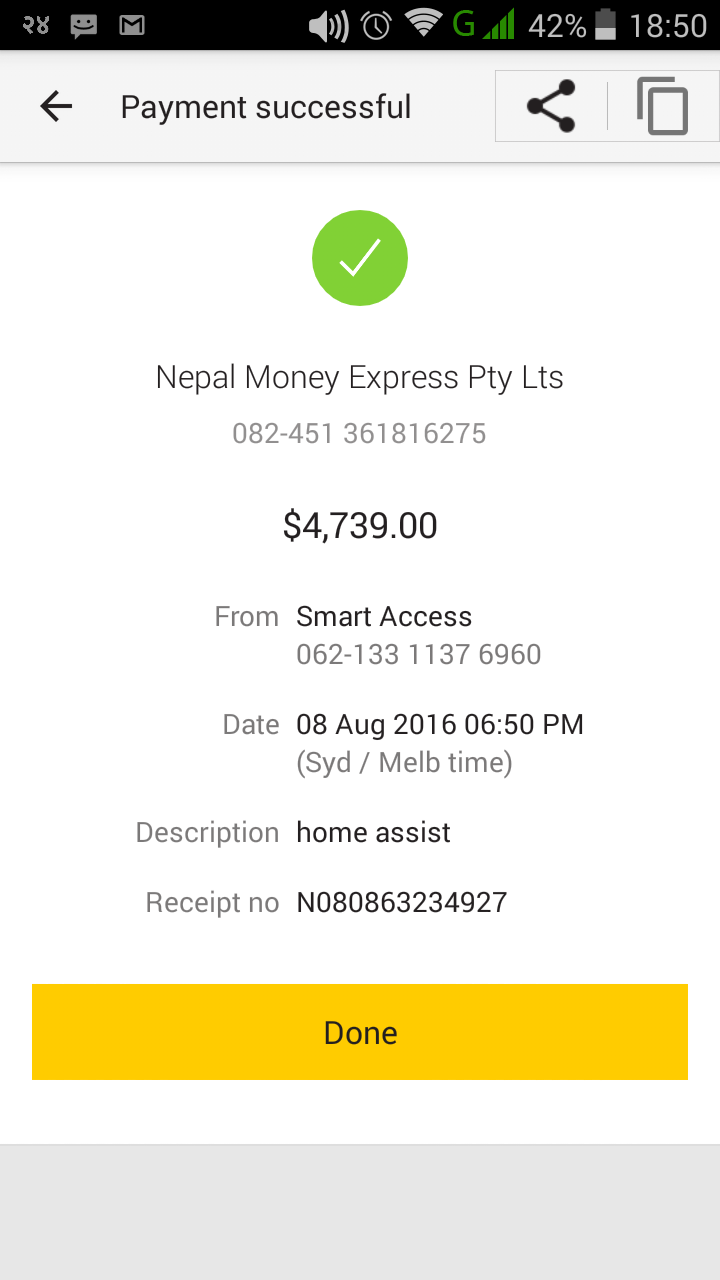 २४ G 42% 18:50
Payment successful
Nepal Money Express Pty Lts
082-451 361816275
$4,739.00
From Smart Access
062-133 1137 6960
Date 08 Aug 2016 06:50 PM
(Syd / Melb time)
Description home assist
Receipt no N080863234927
Done